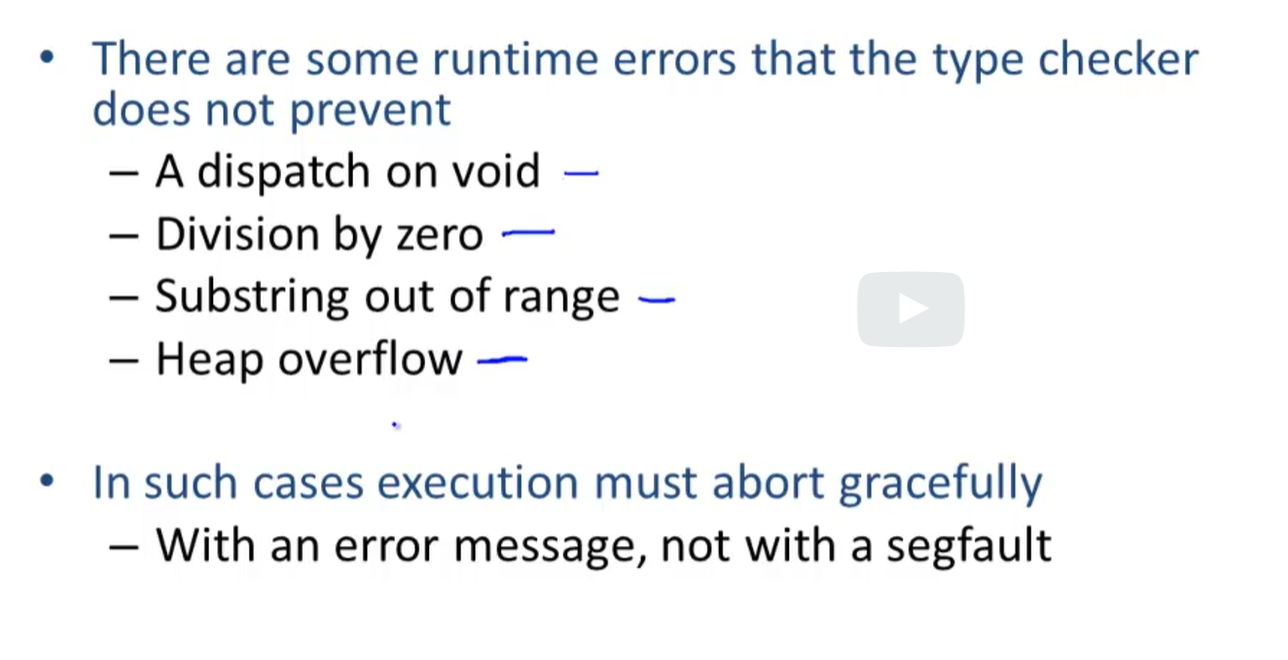 • There are some runtime errors that the type checker
does not prevent
– A dispatch on void
– Division by zero
– Substring out of range
– Heap overflow
• In such cases execution must abort gracefully
– With an error message, not with a segfault